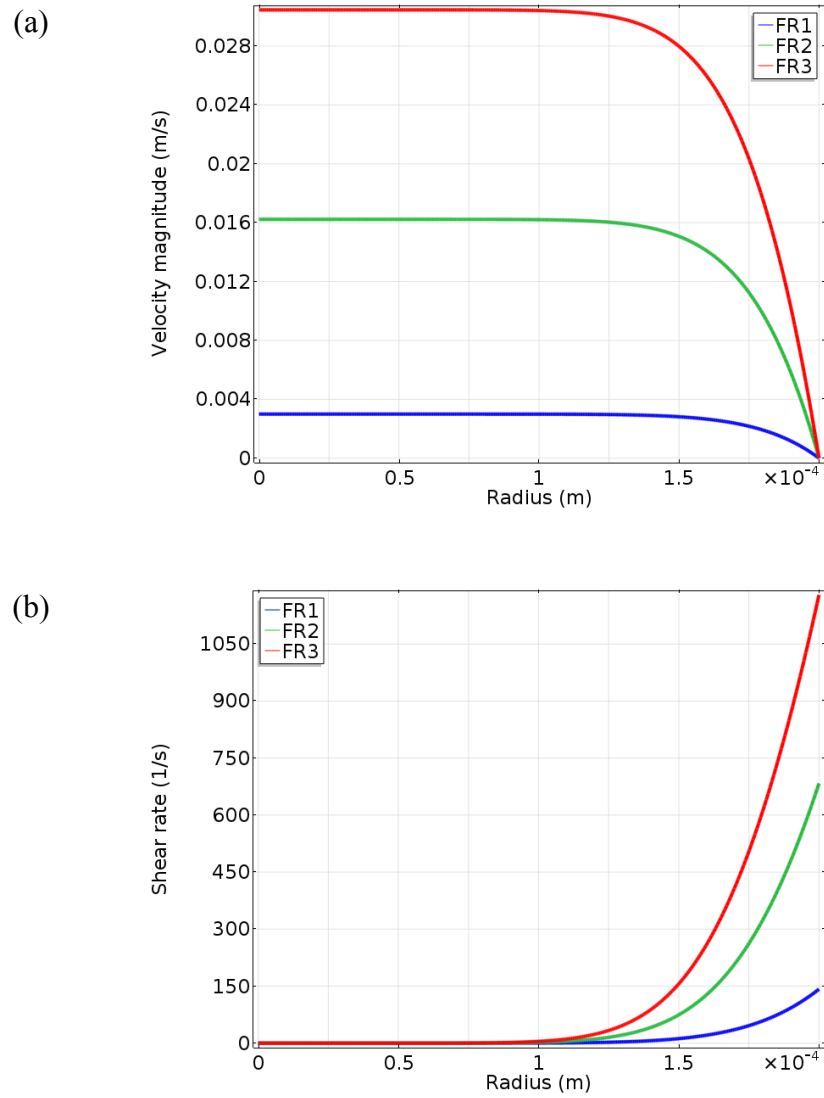 (a)
FR1
FR2
FR3
0.028
0.024
0.02
0.016
0.012
0.008
0.004
0
Velocity magnitude (m/s)
0 0.5 1 1.5 ×10⁻⁴
Radius (m)
(b)
FR1
FR2
FR3
1050
900
750
600
450
300
150
0
Shear rate (1/s)
0 0.5 1 1.5 ×10⁻⁴
Radius (m)